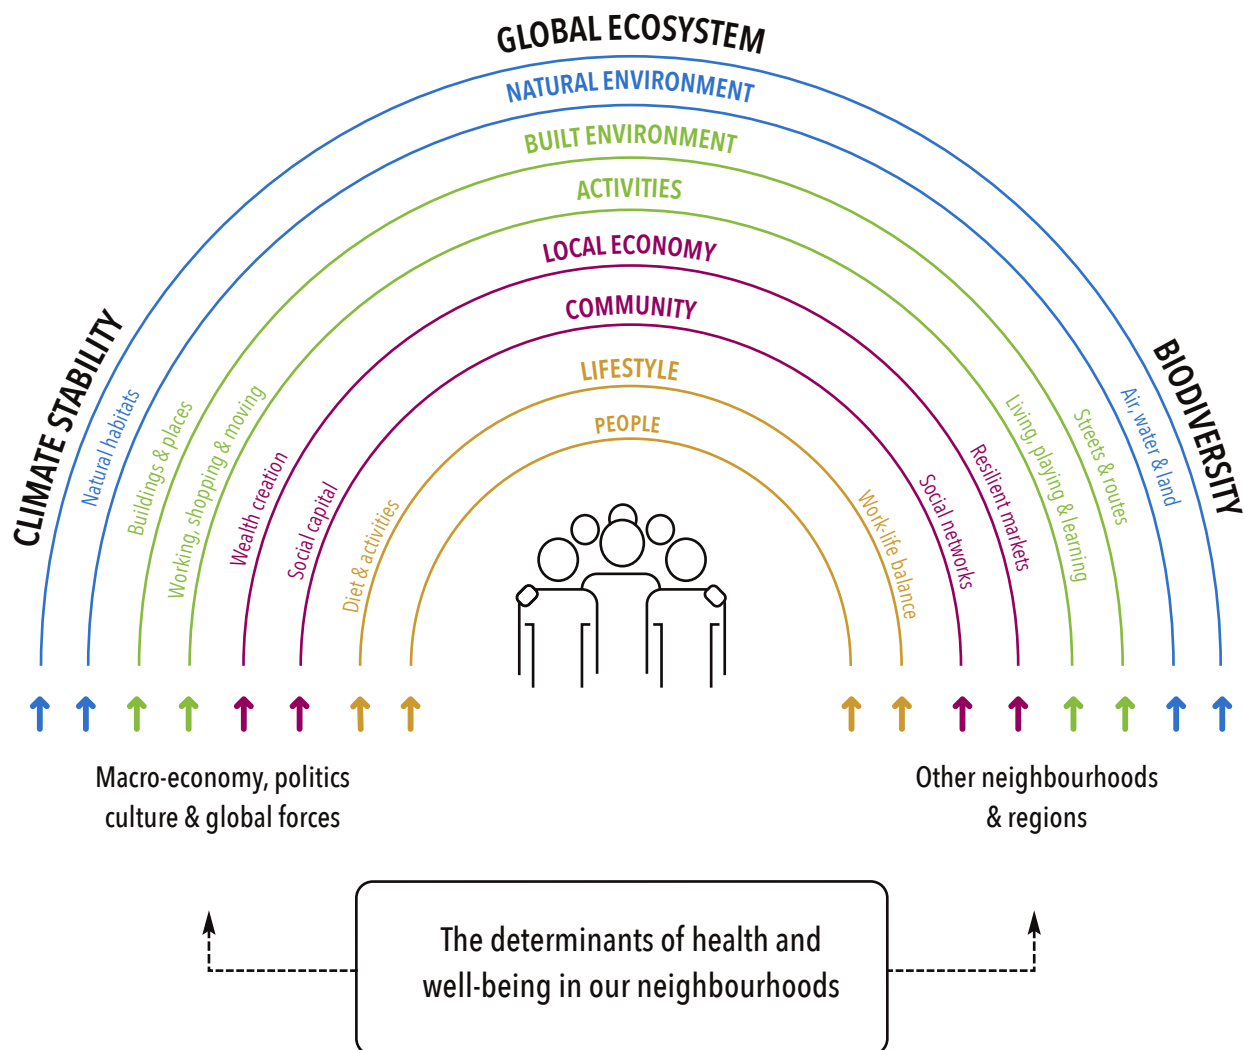 GLOBAL ECOSYSTEM
NATURAL ENVIRONMENT
BUILT ENVIRONMENT
ACTIVITIES
LOCAL ECONOMY
COMMUNITY
LIFESTYLE
PEOPLE
CLIMATE STABILITY
BIODIVERSITY
Natural habitats
Buildings & places
Working, shopping & moving
Wealth creation
Social capital
Diet & activities
Work-life balance
Social networks
Resilient markets
Living, playing & learning
Streets & routes
Air, water & land
Macro-economy, politics
culture & global forces
Other neighbourhoods
& regions
The determinants of health and
well-being in our neighbourhoods